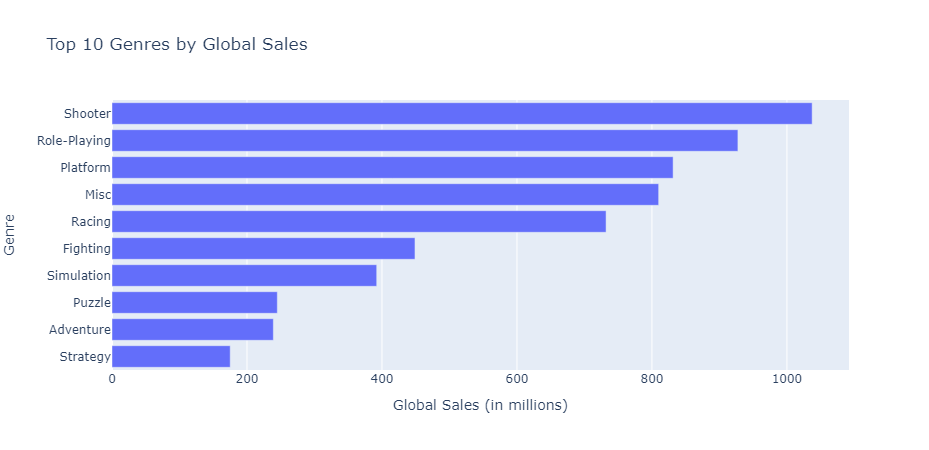 Top 10 Genres by Global Sales
Genre
Shooter
Role-Playing
Platform
Misc
Racing
Fighting
Simulation
Puzzle
Adventure
Strategy
0 200 400 600 800 1000
Global Sales (in millions)